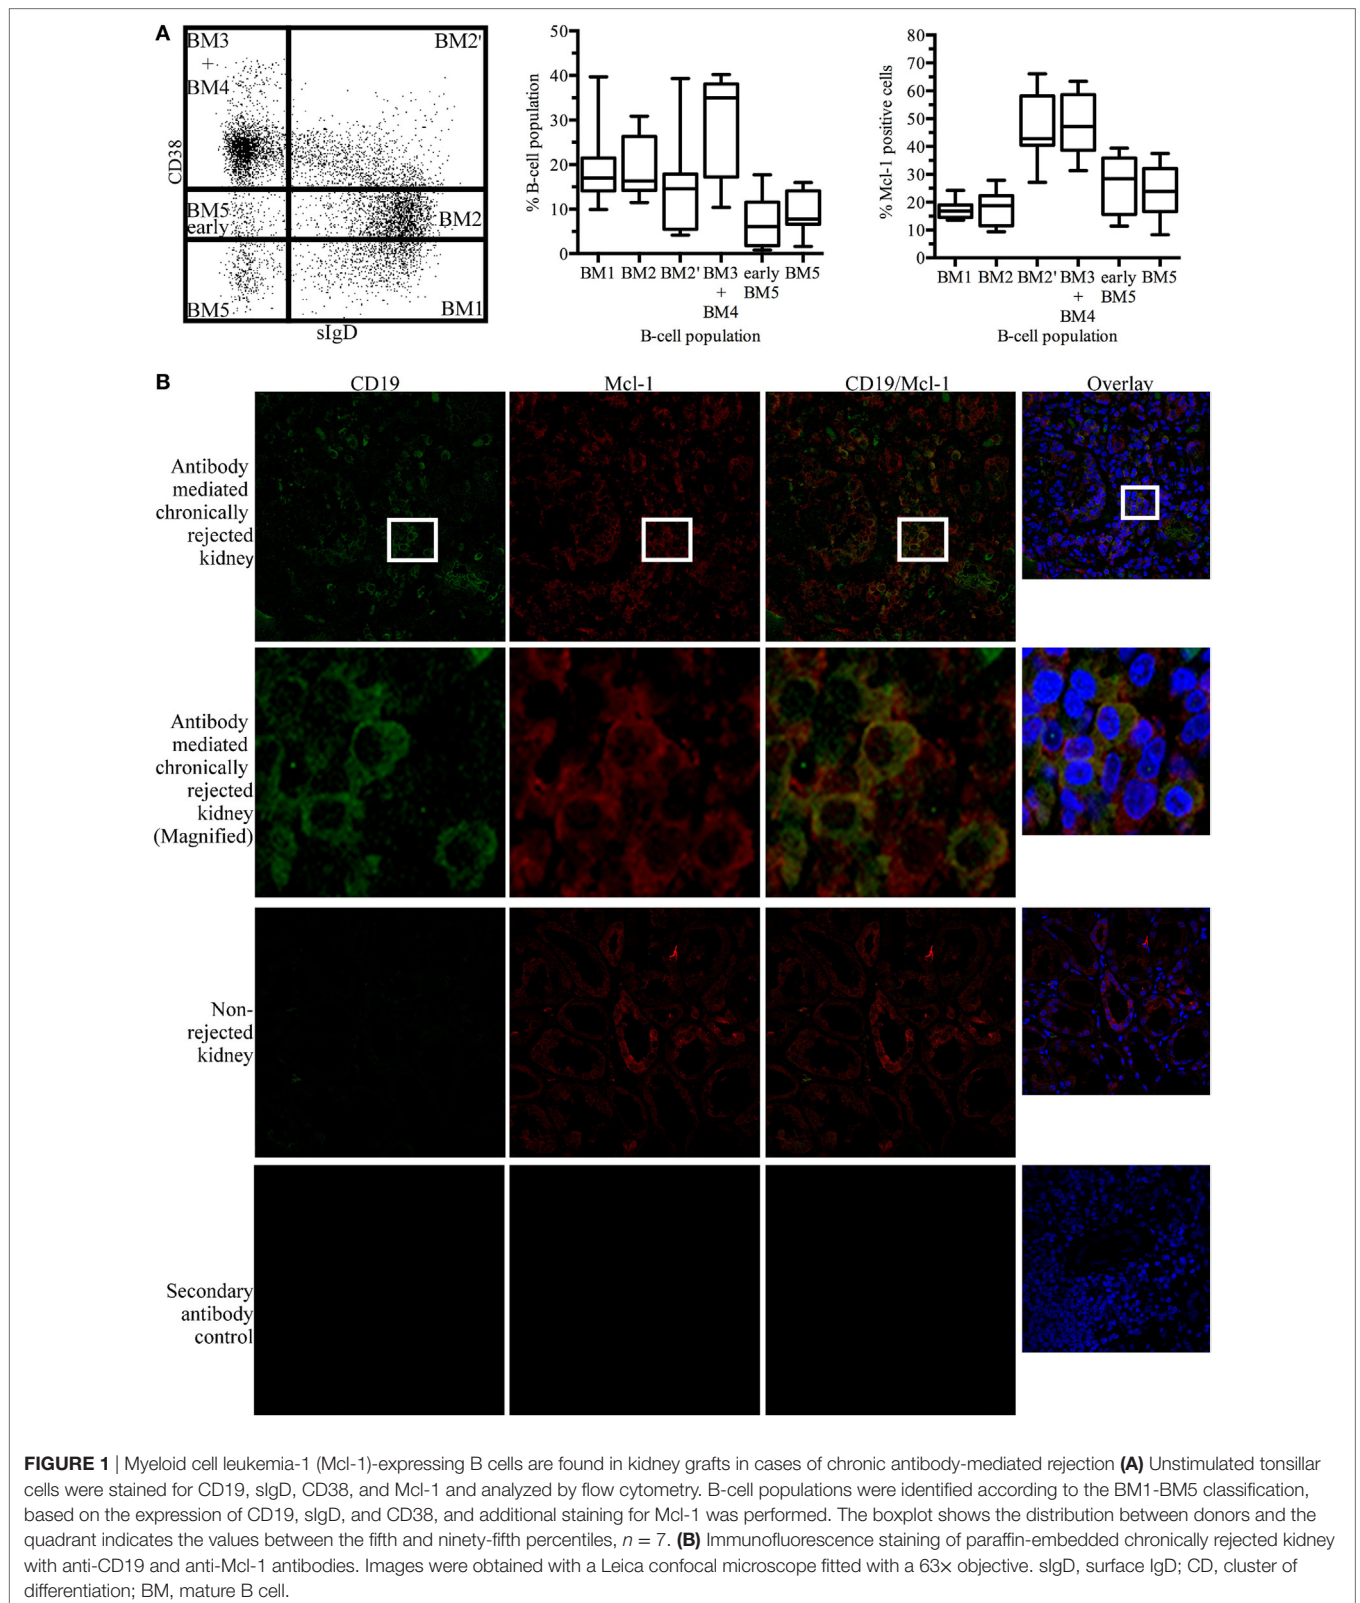 A
BM3
+
BM4
BM2'
CD38
BM5
early
BM2
BM5
BM1
sIgD
50
40
30
20
10
0
% B-cell population
BM1 BM2 BM2' BM3 early BM5
+ BM5
BM4
B-cell population
80
70
60
50
40
30
20
10
0
% Mcl-1 positive cells
BM1 BM2 BM2' BM3 early BM5
+ BM5
BM4
B-cell population
B
CD19 Mcl-1 CD19/Mcl-1 Overlay
Antibody
mediated
chronically
rejected
kidney
Antibody
mediated
chronically
rejected
kidney
(Magnified)
Non-
rejected
kidney
Secondary
antibody
control
FIGURE 1 | Myeloid cell leukemia-1 (Mcl-1)-expressing B cells are found in kidney grafts in cases of chronic antibody-mediated rejection (A) Unstimulated tonsillar
cells were stained for CD19, sIgD, CD38, and Mcl-1 and analyzed by flow cytometry. B-cell populations were identified according to the BM1-BM5 classification,
based on the expression of CD19, sIgD, and CD38, and additional staining for Mcl-1 was performed. The boxplot shows the distribution between donors and the
quadrant indicates the values between the fifth and ninety-fifth percentiles, n = 7. (B) Immunofluorescence staining of paraffin-embedded chronically rejected kidney
with anti-CD19 and anti-Mcl-1 antibodies. Images were obtained with a Leica confocal microscope fitted with a 63× objective. sIgD, surface IgD; CD, cluster of
differentiation; BM, mature B cell.